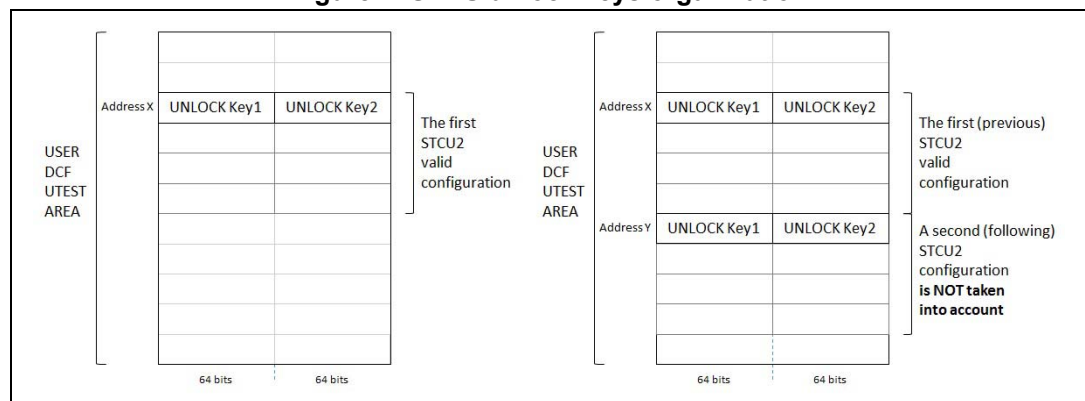 USER
DCF
UTEST
AREA
Address X
UNLOCK Key1 UNLOCK Key2
The first
STCU2
valid
configuration
64 bits 64 bits
USER
DCF
UTEST
AREA
Address X
UNLOCK Key1 UNLOCK Key2
The first (previous)
STCU2
valid
configuration
Address Y
UNLOCK Key1 UNLOCK Key2
A second (following)
STCU2
configuration
is NOT taken
into account
64 bits 64 bits